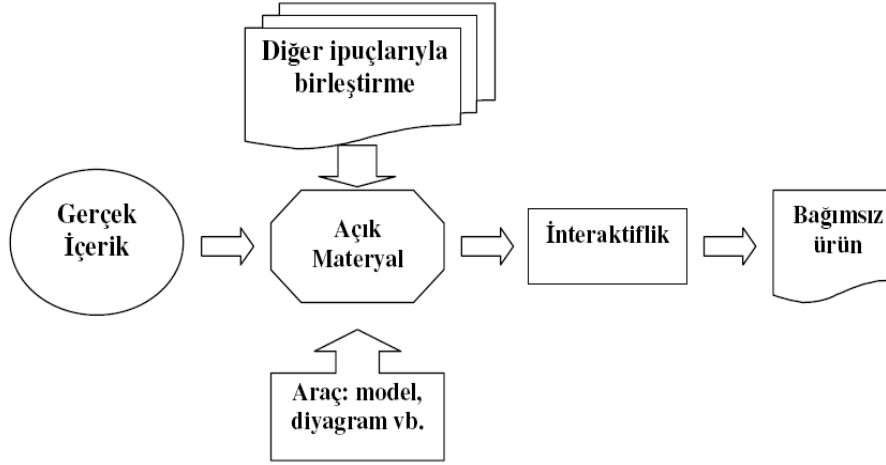 Diğer ipuçlarıyla
birleştirme
Gerçek
İçerik
Açık
Materyal
İnteraktiflik
Bağımsız
ürün
Araç: model,
diyagram vb.